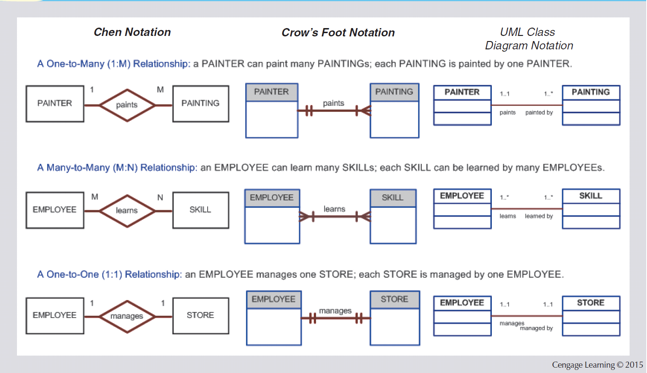 Chen Notation
Crow's Foot Notation
UML Class
Diagram Notation
A One-to-Many (1:M) Relationship: a PAINTER can paint many PAINTINGs; each PAINTING is painted by one PAINTER.
PAINTER 1 paints M PAINTING
PAINTER paints PAINTING
PAINTER 1..1 1..* PAINTING
paints painted by
A Many-to-Many (M:N) Relationship: an EMPLOYEE can learn many SKILLs; each SKILL can be learned by many EMPLOYEEs.
EMPLOYEE M learns N SKILL
EMPLOYEE learns SKILL
EMPLOYEE 1..* 1..* SKILL
learns learned by
A One-to-One (1:1) Relationship: an EMPLOYEE manages one STORE; each STORE is managed by one EMPLOYEE.
EMPLOYEE 1 manages 1 STORE
EMPLOYEE manages STORE
EMPLOYEE 1..1 1..1 STORE
manages managed by
Cengage Learning © 2015